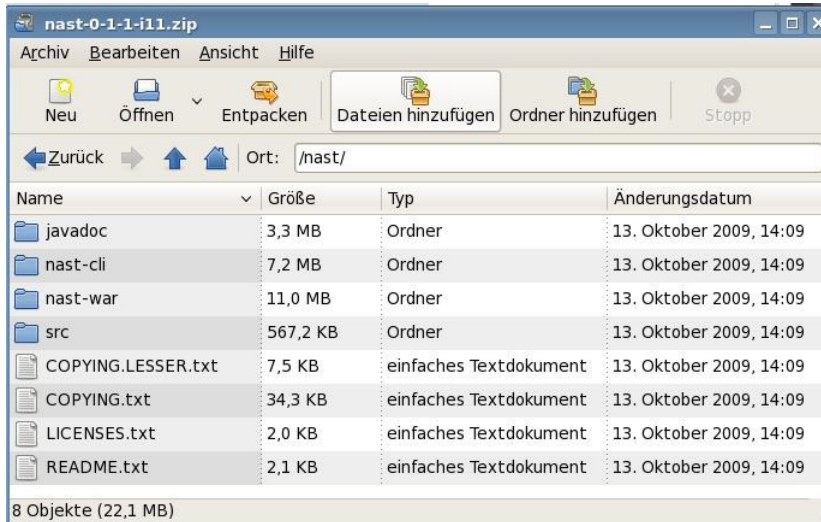 nast-0-1-1-i11.zip
Archiv Bearbeiten Ansicht Hilfe
Neu Öffnen Entpacken Dateien hinzufügen Ordner hinzufügen Stopp
Zurück Ort: /nast/
Name Größe Typ Änderungsdatum
javadoc 3,3 MB Ordner 13. Oktober 2009, 14:09
nast-cli 7,2 MB Ordner 13. Oktober 2009, 14:09
nast-war 11,0 MB Ordner 13. Oktober 2009, 14:09
src 567,2 KB Ordner 13. Oktober 2009, 14:09
COPYING.LESSER.txt 7,5 KB einfaches Textdokument 13. Oktober 2009, 14:09
COPYING.txt 34,3 KB einfaches Textdokument 13. Oktober 2009, 14:09
LICENSES.txt 2,0 KB einfaches Textdokument 13. Oktober 2009, 14:09
README.txt 2,1 KB einfaches Textdokument 13. Oktober 2009, 14:09
8 Objekte (22,1 MB)